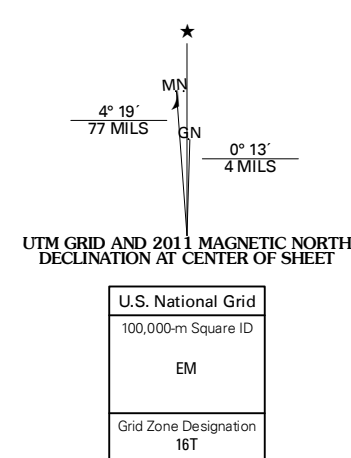 ★
MN
4° 19´
77 MILS
GN
0° 13´
4 MILS
UTM GRID AND 2011 MAGNETIC NORTH
DECLINATION AT CENTER OF SHEET
U.S. National Grid
100,000-m Square ID
EM
Grid Zone Designation
16T